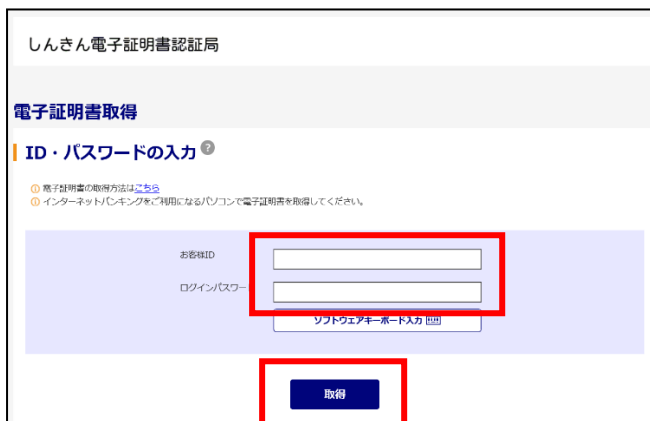 しんきん電子証明書認証局
電子証明書取得
ID・パスワードの入力 ?
電子証明書の取得方法はこちら
インターネットバンキングをご利用になるパソコンで電子証明書を取得してください。
お客様ID
ログインパスワード
ソフトウェアキーボード入力
取得